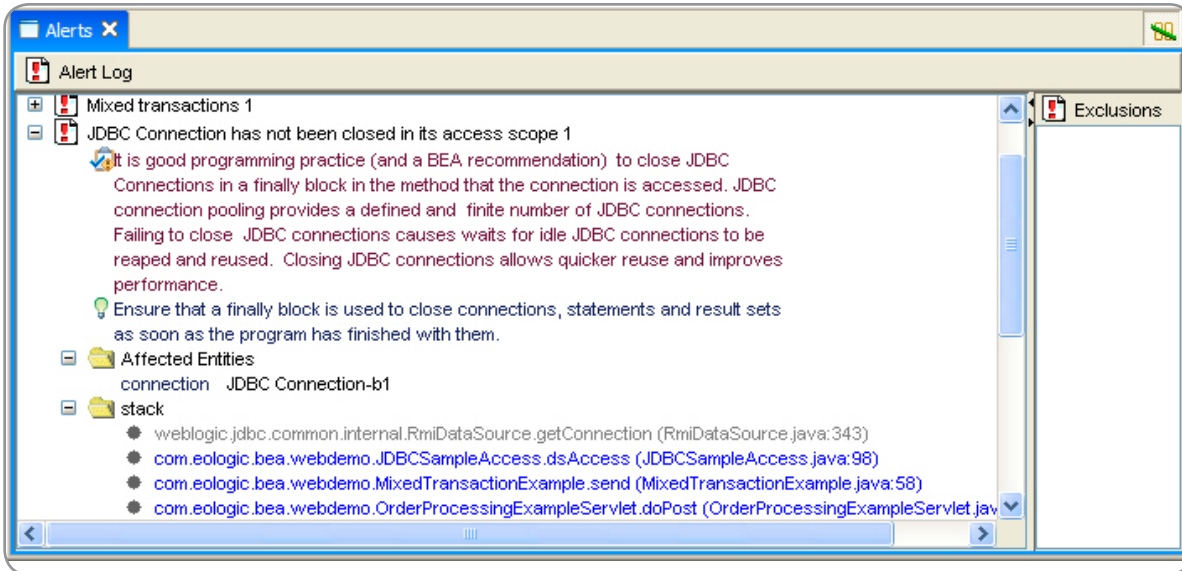 Alerts
Alert Log
Mixed transactions 1
Exclusions
JDBC Connection has not been closed in its access scope 1
It is good programming practice (and a BEA recommendation) to close JDBC
Connections in a finally block in the method that the connection is accessed. JDBC
connection pooling provides a defined and finite number of JDBC connections.
Failing to close JDBC connections causes waits for idle JDBC connections to be
reaped and reused. Closing JDBC connections allows quicker reuse and improves
performance.
Ensure that a finally block is used to close connections, statements and result sets
as soon as the program has finished with them.
Affected Entities
connection JDBC Connection-b1
stack
weblogic.jdbc.common.internal.RmiDataSource.getConnection (RmiDataSource.java:343)
com.eologic.bea.webdemo.JDBCSampleAccess.dsAccess (JDBCSampleAccess.java:98)
com.eologic.bea.webdemo.MixedTransactionExample.send (MixedTransactionExample.java:58)
com.eologic.bea.webdemo.OrderProcessingExampleServlet.doPost (OrderProcessingExampleServlet.jav